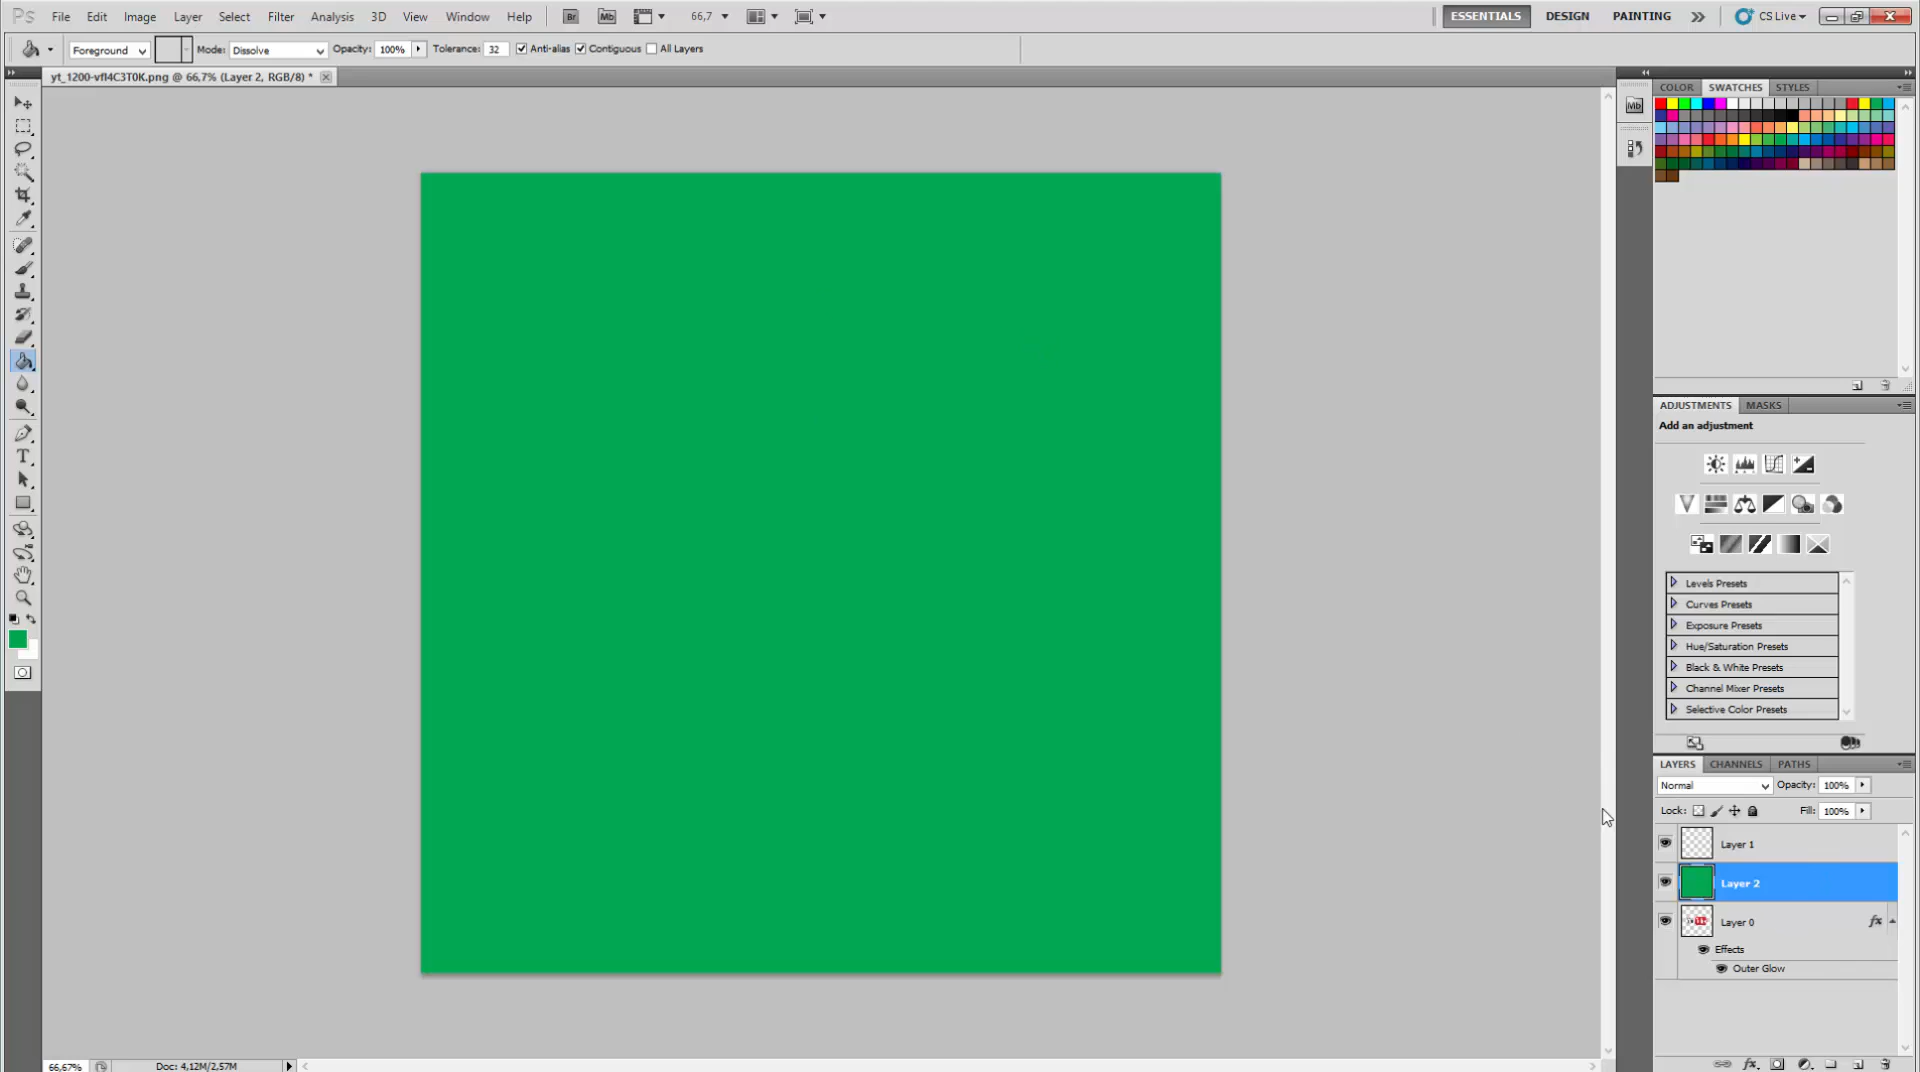 Ps File Edit Image Layer Select Filter Analysis 3D View Window Help Br Mb 66,7 ESSENTIALS DESIGN PAINTING CS Live
Foreground Mode: Dissolve Opacity: 100% Tolerance: 32 Anti-alias Contiguous All Layers
yt_1200-vfl4C3T0K.png @ 66,7% (Layer 2, RGB/8) *
COLOR SWATCHES STYLES
Mb
ADJUSTMENTS MASKS
Add an adjustment
Levels Presets
Curves Presets
Exposure Presets
Hue/Saturation Presets
Black & White Presets
Channel Mixer Presets
Selective Color Presets
LAYERS CHANNELS PATHS
Normal Opacity: 100%
Lock: Fill: 100%
Layer 1
Layer 2
Layer 0 fx
Effects
Outer Glow
66,67% Doc: 4,12M/2,57M